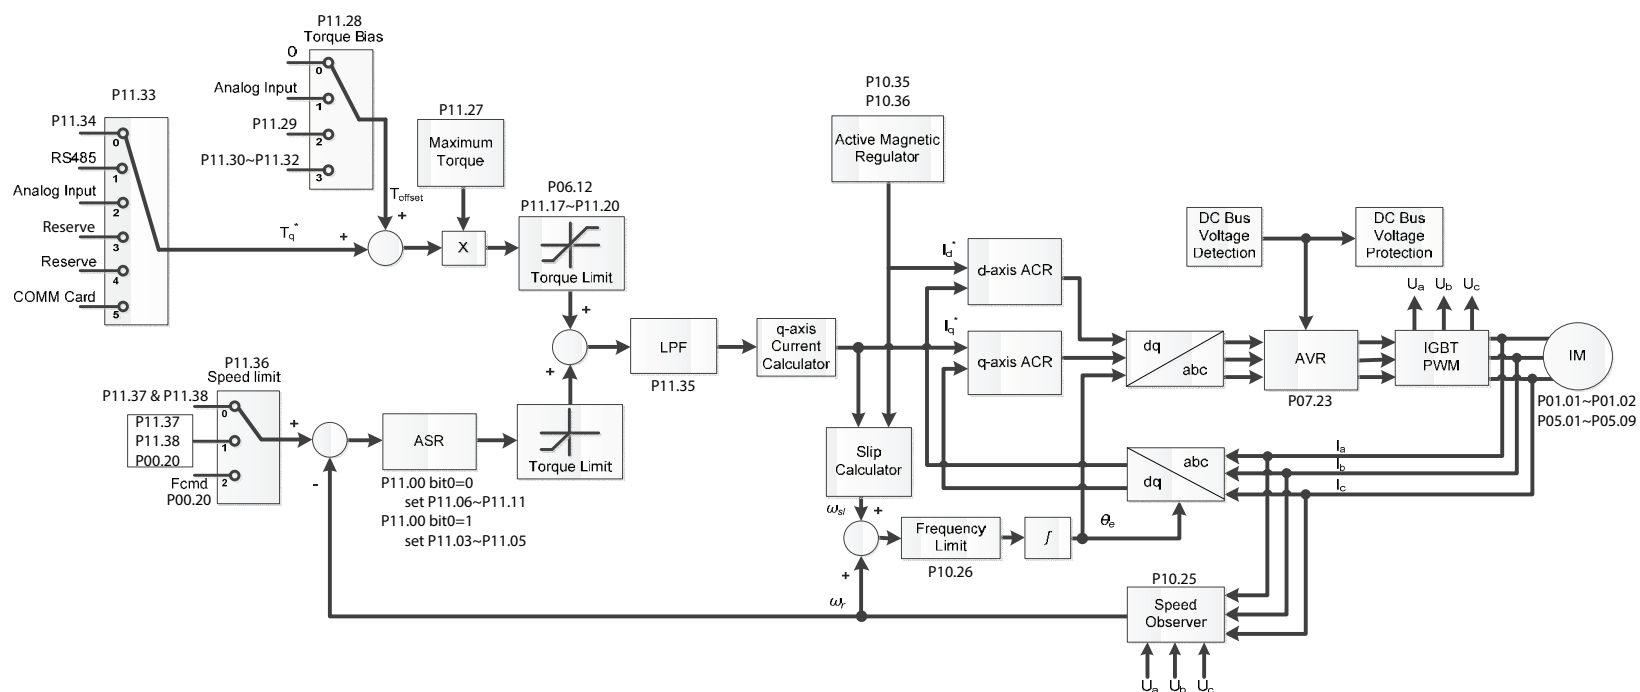 P11.28
Torque Bias
0
0
Analog Input
1
P11.29
2
P11.30~P11.32
3
P11.33
P11.34
0
RS485
1
Analog Input
2
Reserve
3
Reserve
4
COMM Card
5
Tq*
+
Toffset
+
P11.27
Maximum
Torque
X
P06.12
P11.17~P11.20
Torque Limit
+
+
LPF
P11.35
q-axis
Current
Calculator
P11.36
Speed limit
P11.37 & P11.38
0
P11.37
P11.38
P00.20
1
Fcmd
P00.20
2
+
-
ASR
P11.00 bit0=0
set P11.06~P11.11
P11.00 bit0=1
set P11.03~P11.05
Torque Limit
P10.35
P10.36
Active Magnetic
Regulator
Id*
d-axis ACR
Iq*
q-axis ACR
Slip
Calculator
ωsl
+
+
ωr
Frequency
Limit
P10.26
∫
θe
dq
abc
abc
dq
DC Bus
Voltage
Detection
DC Bus
Voltage
Protection
AVR
P07.23
Ua Ub Uc
IGBT
PWM
IM
P01.01~P01.02
P05.01~P05.09
Ia
Ib
Ic
P10.25
Speed
Observer
Ua Ub Uc